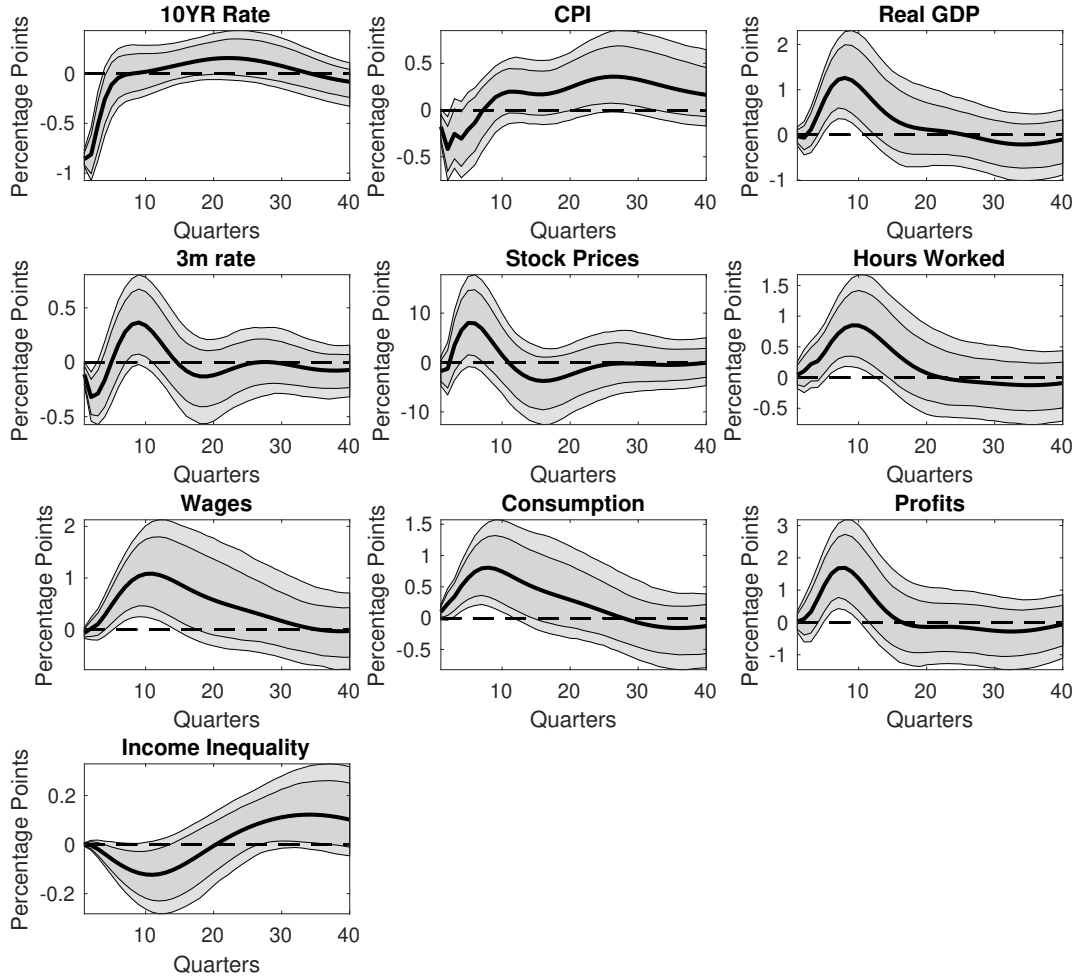 10YR Rate
Percentage Points
0
-0.5
-1
10 20 30 40
Quarters
CPI
Percentage Points
0.5
0
-0.5
10 20 30 40
Quarters
Real GDP
Percentage Points
2
1
0
-1
10 20 30 40
Quarters
3m rate
Percentage Points
0.5
0
-0.5
10 20 30 40
Quarters
Stock Prices
Percentage Points
10
0
-10
10 20 30 40
Quarters
Hours Worked
Percentage Points
1.5
1
0.5
0
-0.5
10 20 30 40
Quarters
Wages
Percentage Points
2
1
0
10 20 30 40
Quarters
Consumption
Percentage Points
1.5
1
0.5
0
-0.5
10 20 30 40
Quarters
Profits
Percentage Points
3
2
1
0
-1
10 20 30 40
Quarters
Income Inequality
Percentage Points
0.2
0
-0.2
10 20 30 40
Quarters